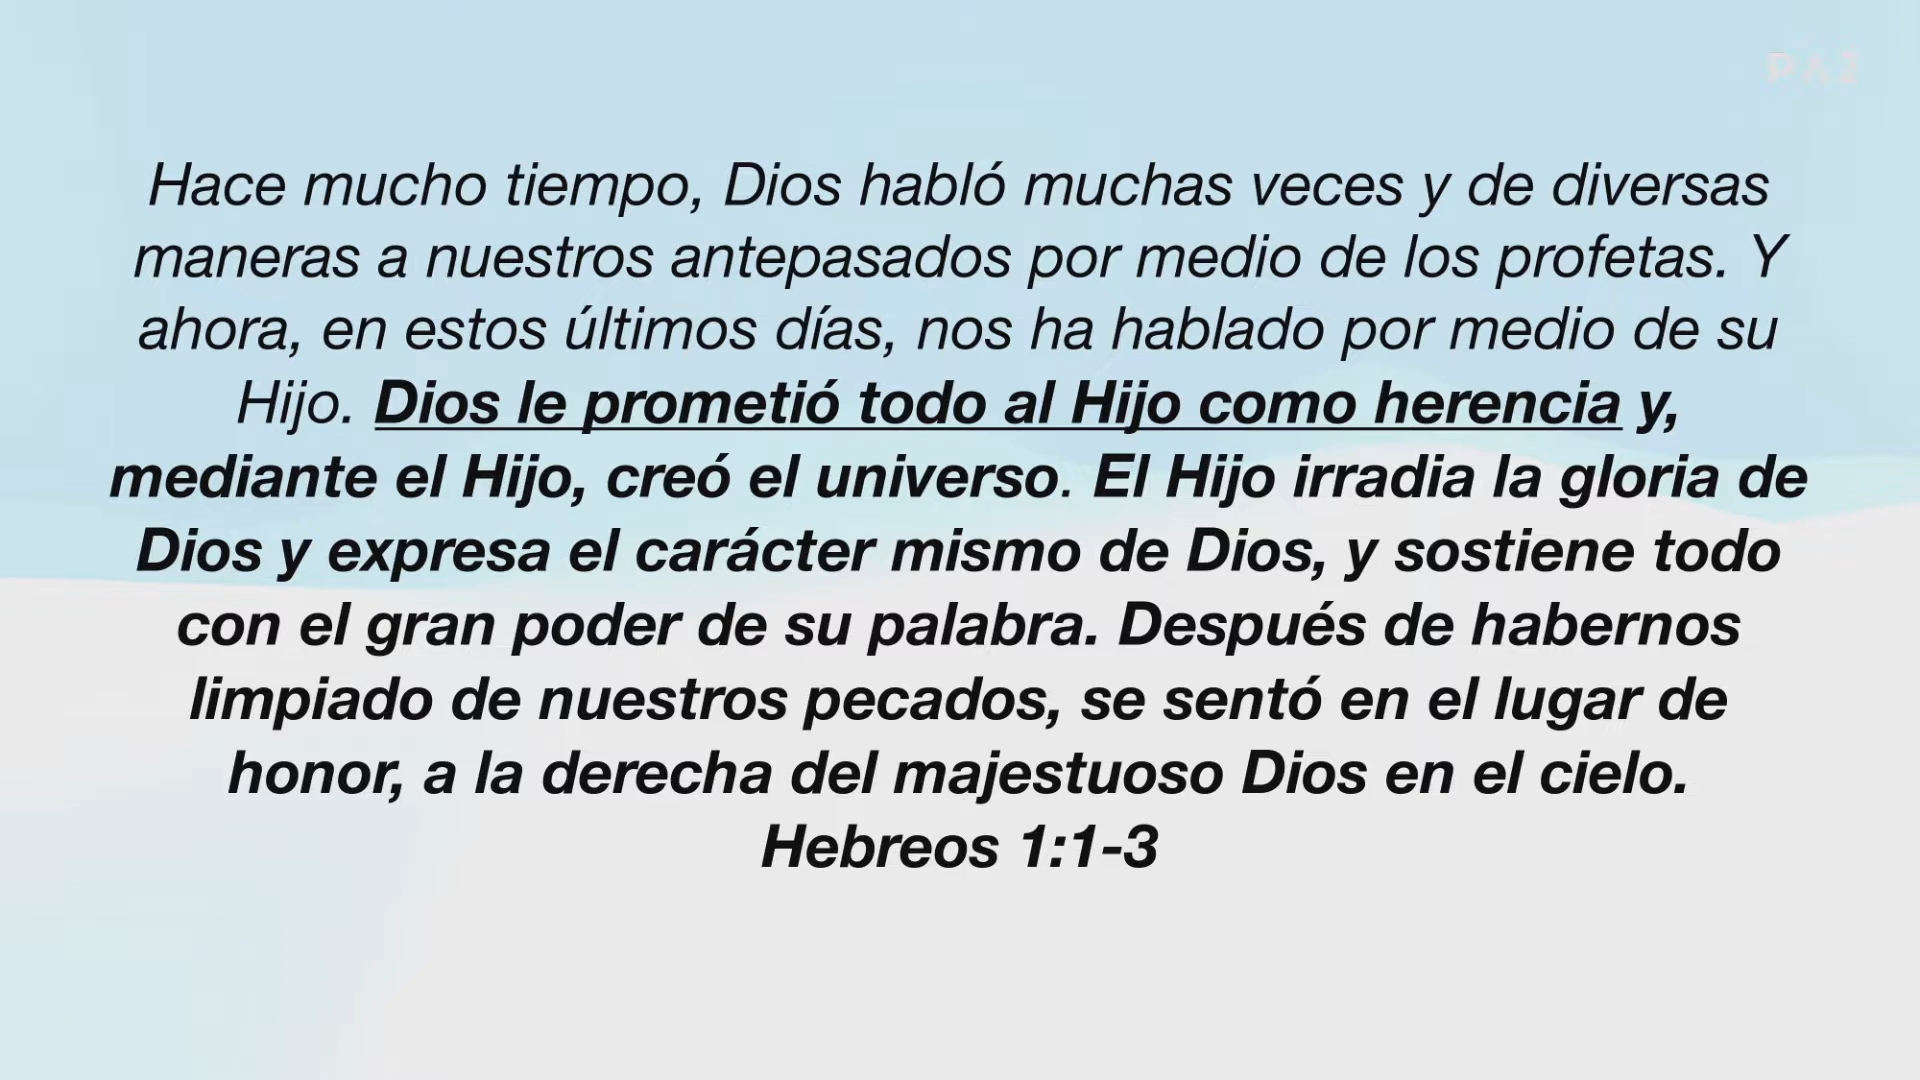 PAZ
Hace mucho tiempo, Dios habló muchas veces y de diversas
maneras a nuestros antepasados por medio de los profetas. Y
ahora, en estos últimos días, nos ha hablado por medio de su
Hijo. Dios le prometió todo al Hijo como herencia y,
mediante el Hijo, creó el universo. El Hijo irradia la gloria de
Dios y expresa el carácter mismo de Dios, y sostiene todo
con el gran poder de su palabra. Después de habernos
limpiado de nuestros pecados, se sentó en el lugar de
honor, a la derecha del majestuoso Dios en el cielo.
Hebreos 1:1-3